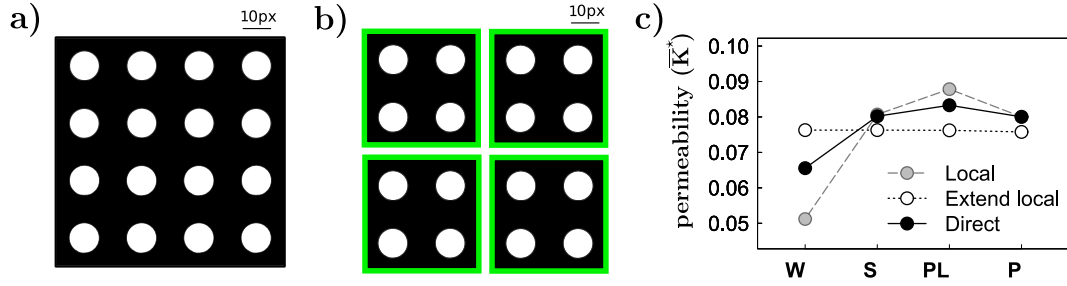 a)
10px
b)
10px
c)
permeability (K̅*)
0.10
0.09
0.08
0.07
0.06
0.05
Local
Extend local
Direct
W S PL P